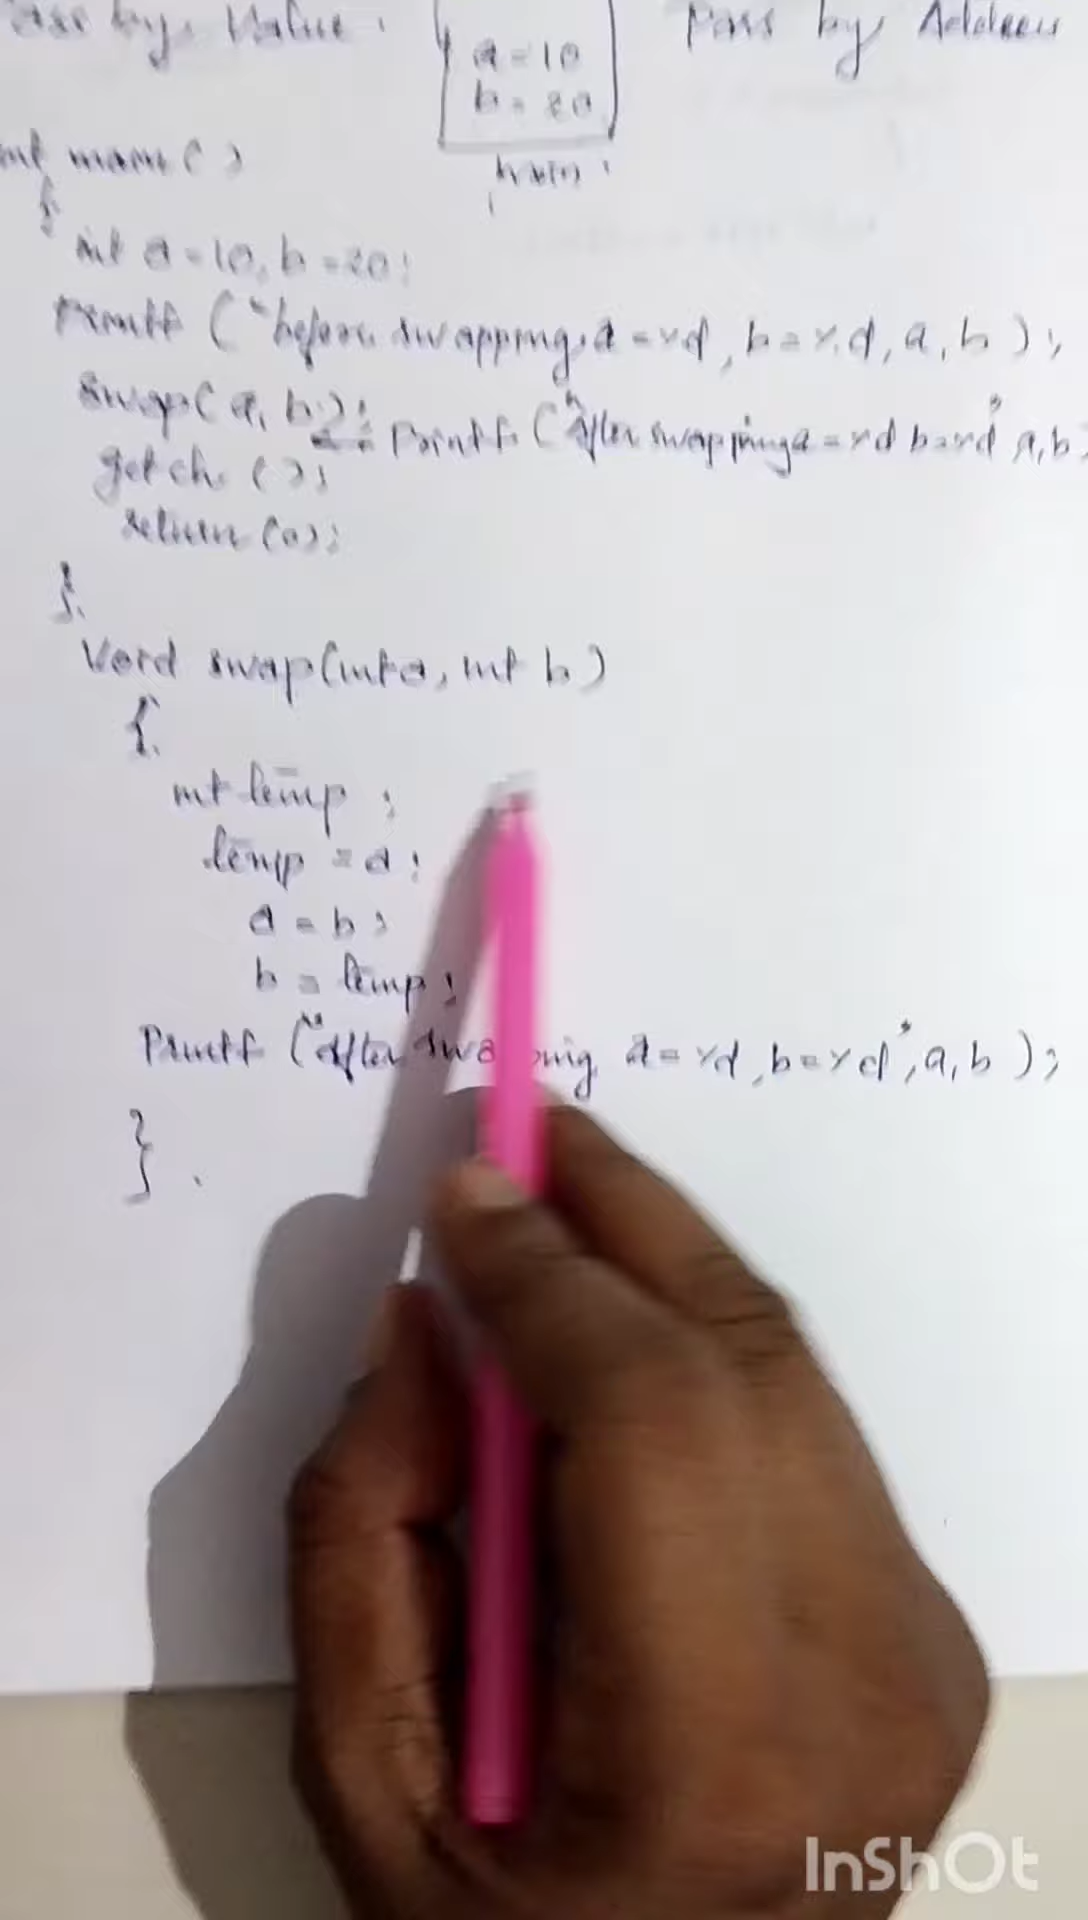 by Value :
Pass by Address
a = 10
b = 20
main
int main ( )
{
int a = 10, b = 20;
Printf ( "before swapping a = %d, b = %d, a, b ) ;
swap( a, b );
Printf ( "After swapping a = %d b = %d", a, b
getch ( );
return (0);
}
Void swap(int a, int b)
{
int temp ;
temp = a ;
a = b ;
b = temp ;
Printf ( "After a = %d , b = %d", a, b ) ;
}
InShOt